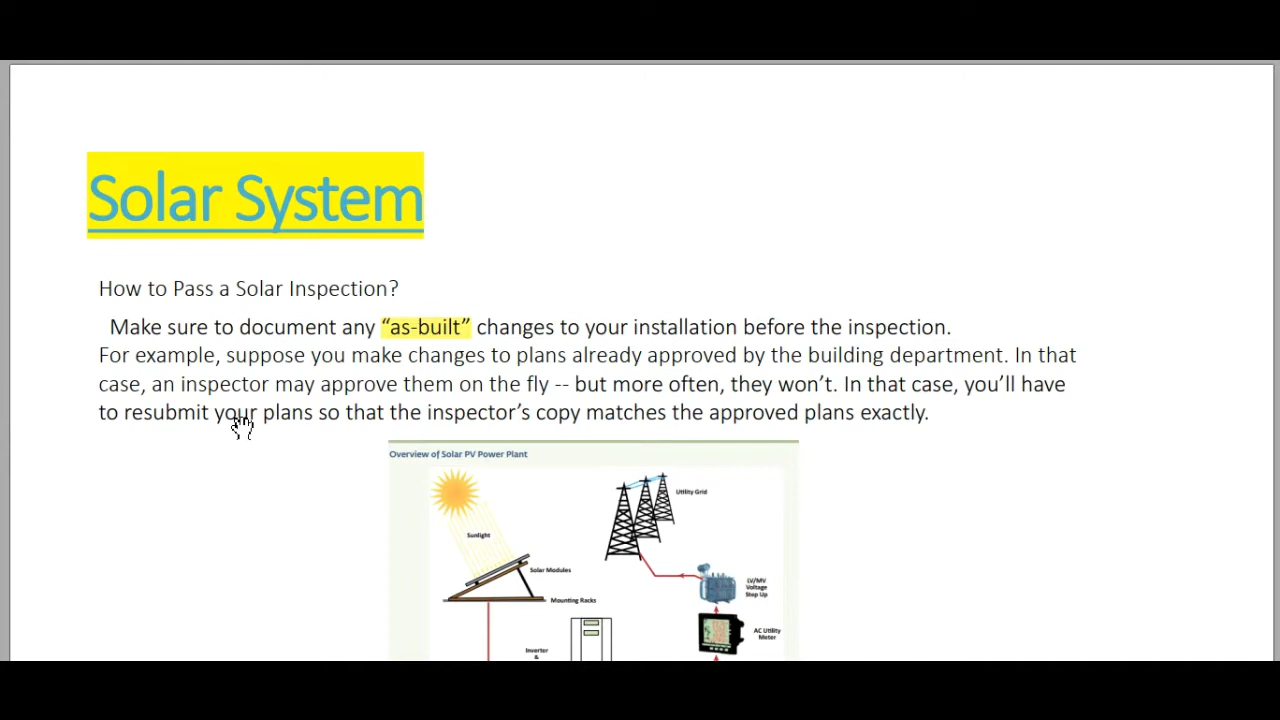 Solar System
How to Pass a Solar Inspection?
Make sure to document any “as-built” changes to your installation before the inspection.
For example, suppose you make changes to plans already approved by the building department. In that
case, an inspector may approve them on the fly -- but more often, they won’t. In that case, you’ll have
to resubmit your plans so that the inspector’s copy matches the approved plans exactly.
Overview of Solar PV Power Plant
Utility Grid
Sunlight
Solar Modules
LV/MV
Voltage
Step Up
Mounting Racks
AC Utility
Meter
Inverter
&